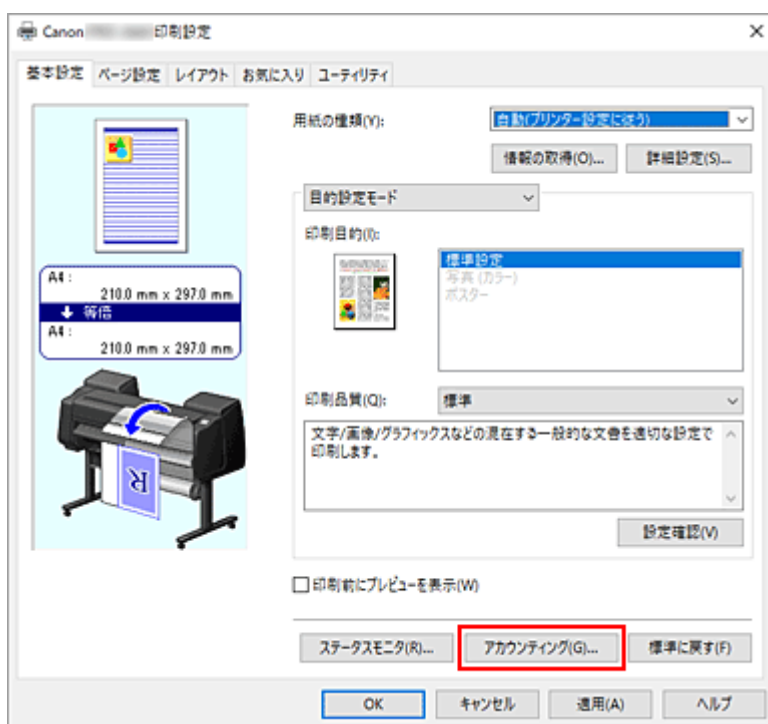 Canon 印刷設定
基本設定 ページ設定 レイアウト お気に入り ユーティリティ
用紙の種類(Y):
自動(プリンター設定に従う)
情報の取得(O)... 詳細設定(S)...
目的設定モード
印刷目的(I):
標準設定
写真 (カラー)
ポスター
A4 :
210.0 mm x 297.0 mm
等倍
A4 :
210.0 mm x 297.0 mm
R
印刷品質(Q):
標準
文字/画像/グラフィックスなどの混在する一般的な文書を適切な設定で
印刷します。
設定確認(V)
印刷前にプレビューを表示(W)
ステータスモニタ(R)... アカウンティング(G)... 標準に戻す(F)
OK キャンセル 適用(A) ヘルプ